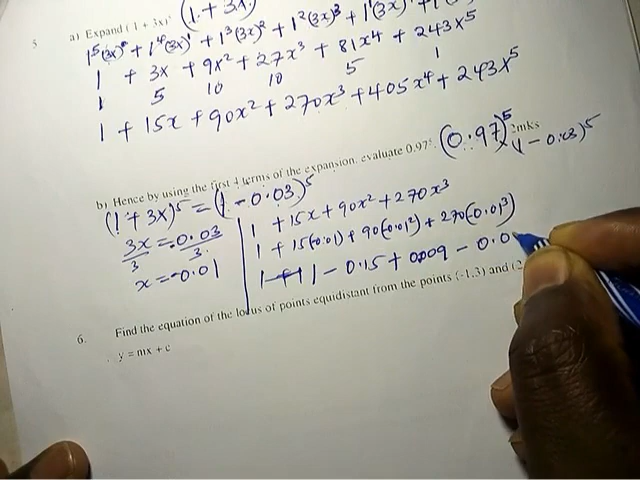 5 a) Expand (1 + 3x)⁵ (1 + 3x)
1⁵(3x)⁰ + 1⁴(3x)¹ + 1³(3x)² + 1²(3x)³ + 1¹(3x)
1 + 3x + 9x² + 27x³ + 81x⁴ + 243x⁵
1 5 10 10 5 1
1 + 15x + 90x² + 270x³ + 405x⁴ + 243x⁵
b) Hence by using the first 4 terms of the expansion, evaluate 0.97⁵. (0.97)⁵ 2mks
(1 - 0.03)⁵
(1 + 3x)⁵ = (1 - 0.03)⁵
3x/3 = -0.03/3
x = -0.01
1 + 15x + 90x² + 270x³
1 + 15(-0.01) + 90(-0.01²) + 270(-0.01³)
1 - 0.15 + 0.009 - 0.0
6. Find the equation of the locus of points equidistant from the points (-1,3) and (2
y = mx + c